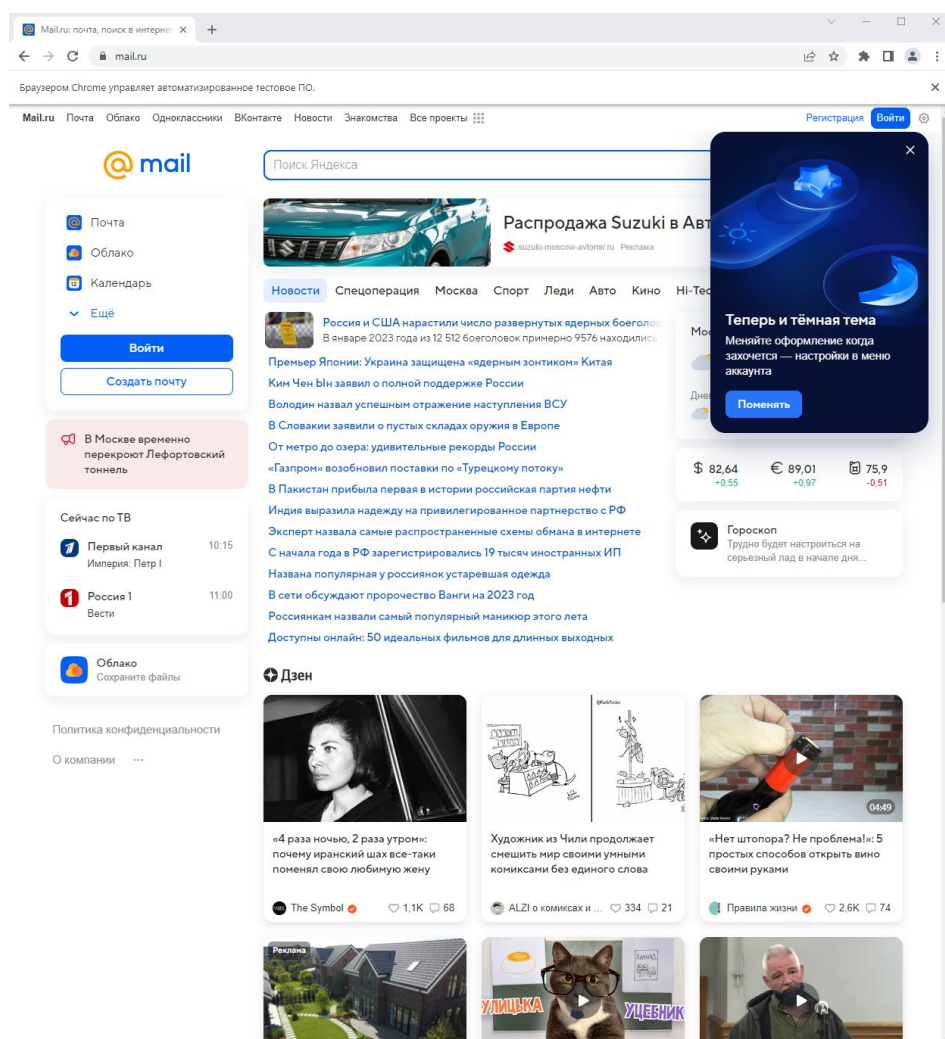 Mail.ru: почта, поиск в интерне
mail.ru
Браузером Chrome управляет автоматизированное тестовое ПО.
Mail.ru Почта Облако Одноклассники ВКонтакте Новости Знакомства Все проекты Регистрация Войти
mail
Поиск Яндекса
Почта
Облако
Календарь
Ещё
Войти
Создать почту
В Москве временно
перекроют Лефортовский
тоннель
Сейчас по ТВ
Первый канал 10:15
Империя: Петр I
Россия 1 11:00
Вести
Облако
Сохраните файлы
Политика конфиденциальности
О компании ...
Распродажа Suzuki в Авт
suzuki-moscow-avtomir.ru Реклама
Новости Спецоперация Москва Спорт Леди Авто Кино Hi-Tec
Россия и США нарастили число развернутых ядерных боеголо
В январе 2023 года из 12 512 боеголовок примерно 9576 находились
Премьер Японии: Украина защищена «ядерным зонтиком» Китая
Ким Чен Ын заявил о полной поддержке России
Володин назвал успешным отражение наступления ВСУ
В Словакии заявили о пустых складах оружия в Европе
От метро до озера: удивительные рекорды России
«Газпром» возобновил поставки по «Турецкому потоку»
В Пакистан прибыла первая в истории российская партия нефти
Индия выразила надежду на привилегированное партнерство с РФ
Эксперт назвала самые распространенные схемы обмана в интернете
С начала года в РФ зарегистрировались 19 тысяч иностранных ИП
Названа популярная у россиянок устаревшая одежда
В сети обсуждают пророчество Ванги на 2023 год
Россиянкам назвали самый популярный маникюр этого лета
Доступны онлайн: 50 идеальных фильмов для длинных выходных
Теперь и тёмная тема
Меняйте оформление когда
захочется — настройки в меню
аккаунта
Поменять
Мос
Дне
$ 82,64 € 89,01 75,9
+0,55 +0,97 -0,51
Гороскоп
Трудно будет настроиться на
серьезный лад в начале дня...
Дзен
«4 раза ночью, 2 раза утром»:
почему иранский шах все-таки
поменял свою любимую жену
The Symbol 1,1K 68
Художник из Чили продолжает
смешить мир своими умными
комиксами без единого слова
ALZI о комиксах и ... 334 21
04:49
«Нет штопора? Не проблема!»: 5
простых способов открыть вино
своими руками
Правила жизни 2,6K 74
Реклама
УЛИЦЬКА
УЧЕБНИК